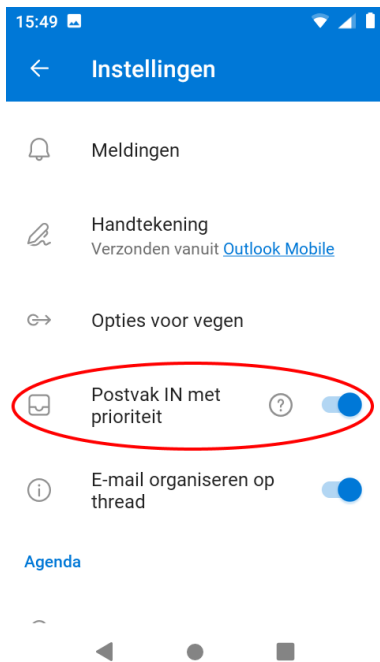 15:49
Instellingen
Meldingen
Handtekening
Verzonden vanuit Outlook Mobile
Opties voor vegen
Postvak IN met
prioriteit
?
E-mail organiseren op
thread
Agenda